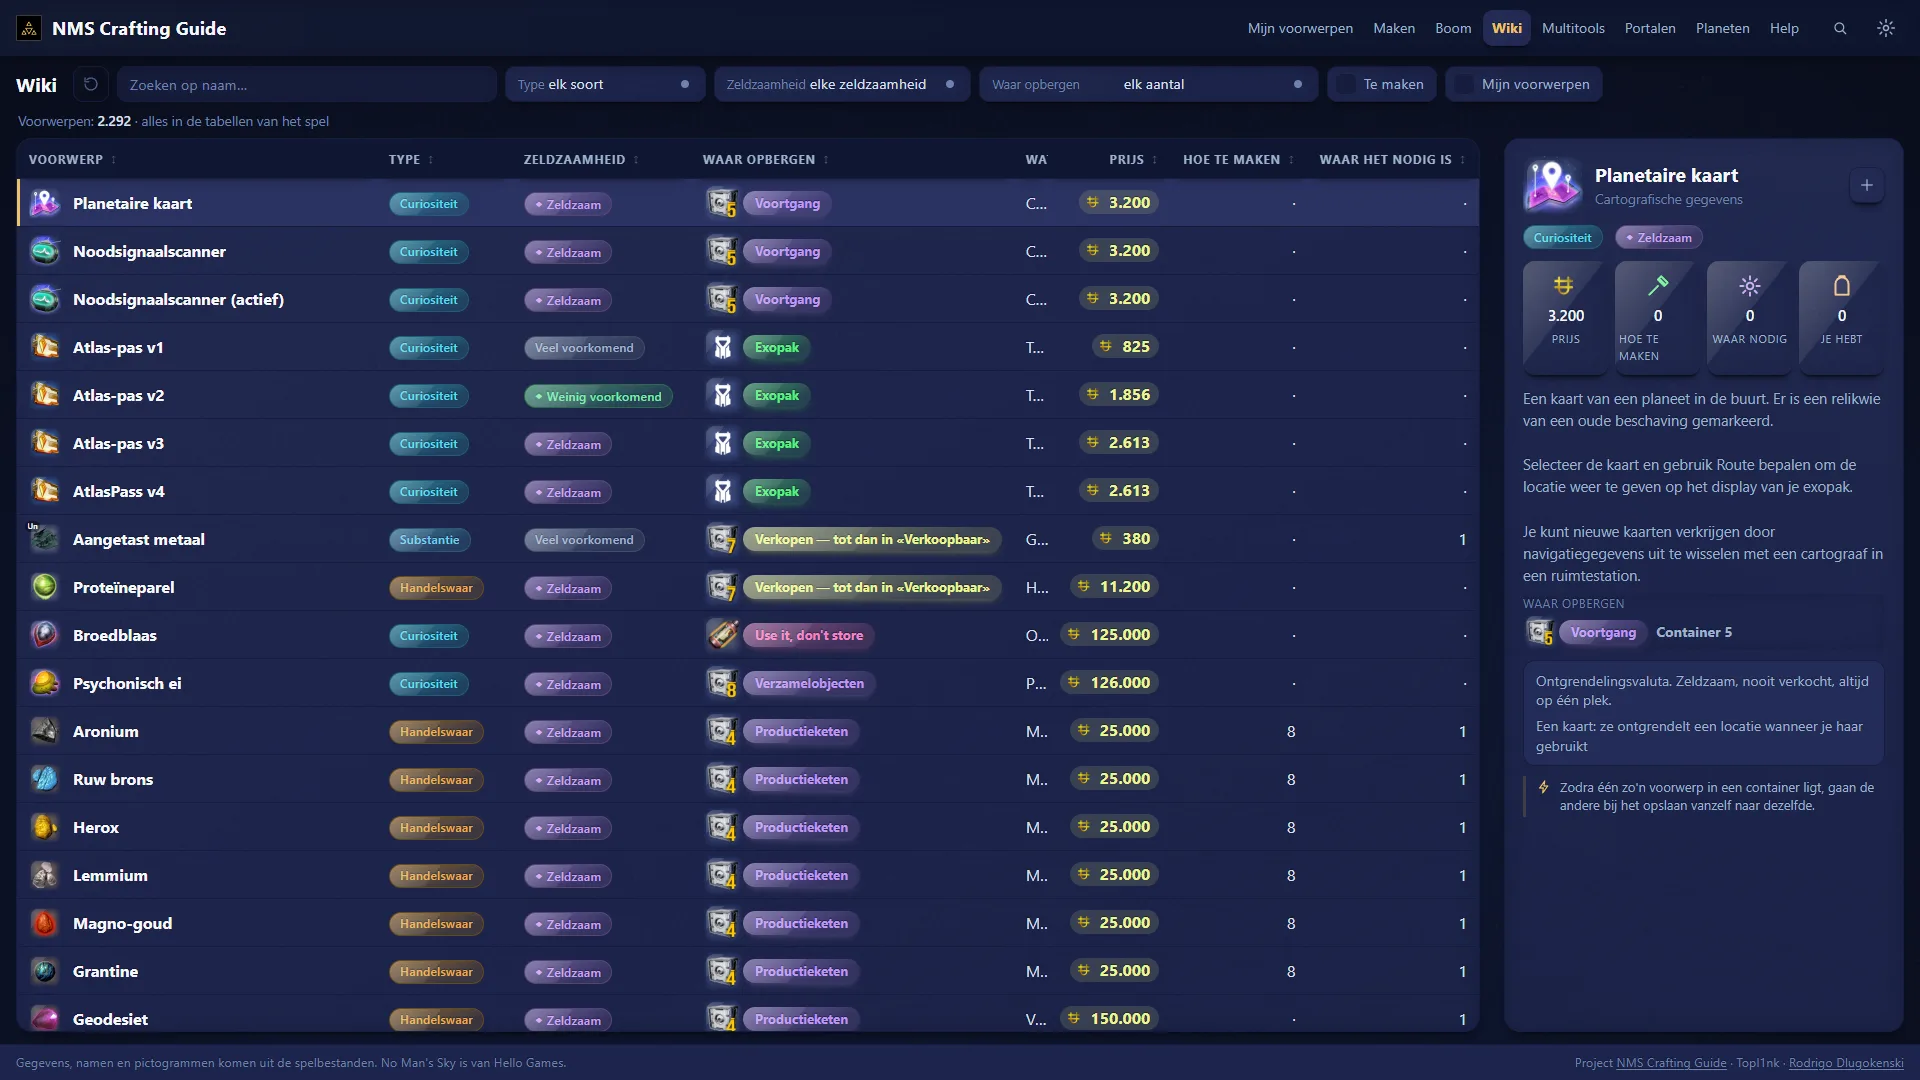 NMS Crafting Guide
Mijn voorwerpen Maken Boom Wiki Multitools Portalen Planeten Help
Wiki Zoeken op naam... Type elk soort Zeldzaamheid elke zeldzaamheid Waar opbergen elk aantal Te maken Mijn voorwerpen
Voorwerpen: 2.292 · alles in de tabellen van het spel
VOORWERP TYPE ZELDZAAMHEID WAAR OPBERGEN WA PRIJS HOE TE MAKEN WAAR HET NODIG IS
Planetaire kaart Curiositeit Zeldzaam 5 Voortgang C... 3.200 · ·
Noodsignaalscanner Curiositeit Zeldzaam 5 Voortgang C... 3.200 · ·
Noodsignaalscanner (actief) Curiositeit Zeldzaam 5 Voortgang C... 3.200 · ·
Atlas-pas v1 Curiositeit Veel voorkomend Exopak T... 825 · ·
Atlas-pas v2 Curiositeit Weinig voorkomend Exopak T... 1.856 · ·
Atlas-pas v3 Curiositeit Zeldzaam Exopak T... 2.613 · ·
AtlasPass v4 Curiositeit Zeldzaam Exopak T... 2.613 · ·
Un Aangetast metaal Substantie Veel voorkomend 7 Verkopen — tot dan in «Verkoopbaar» G... 380 · 1
Proteïneparel Handelswaar Zeldzaam 7 Verkopen — tot dan in «Verkoopbaar» H... 11.200 · ·
Broedblaas Curiositeit Zeldzaam Use it, don't store O... 125.000 · ·
Psychonisch ei Curiositeit Zeldzaam 8 Verzamelobjecten P... 126.000 · ·
Aronium Handelswaar Zeldzaam 4 Productieketen M.. 25.000 8 1
Ruw brons Handelswaar Zeldzaam 4 Productieketen M.. 25.000 8 1
Herox Handelswaar Zeldzaam 4 Productieketen M.. 25.000 8 1
Lemmium Handelswaar Zeldzaam 4 Productieketen M.. 25.000 8 1
Magno-goud Handelswaar Zeldzaam 4 Productieketen M.. 25.000 8 1
Grantine Handelswaar Zeldzaam 4 Productieketen M.. 25.000 8 1
Geodesiet Handelswaar Zeldzaam 4 Productieketen V... 150.000 · 1
Planetaire kaart
Cartografische gegevens
Curiositeit Zeldzaam
3.200 0 0 0
PRIJS HOE TE MAKEN WAAR NODIG JE HEBT
Een kaart van een planeet in de buurt. Er is een relikwie
van een oude beschaving gemarkeerd.
Selecteer de kaart en gebruik Route bepalen om de
locatie weer te geven op het display van je exopak.
Je kunt nieuwe kaarten verkrijgen door
navigatiegegevens uit te wisselen met een cartograaf in
een ruimtestation.
WAAR OPBERGEN
5 Voortgang Container 5
Ontgrendelingsvaluta. Zeldzaam, nooit verkocht, altijd
op één plek.
Een kaart: ze ontgrendelt een locatie wanneer je haar
gebruikt
Zodra één zo'n voorwerp in een container ligt, gaan de
andere bij het opslaan vanzelf naar dezelfde.
Gegevens, namen en pictogrammen komen uit de spelbestanden. No Man's Sky is van Hello Games.
Project NMS Crafting Guide · Topl1nk · Rodrigo Dlugokenski